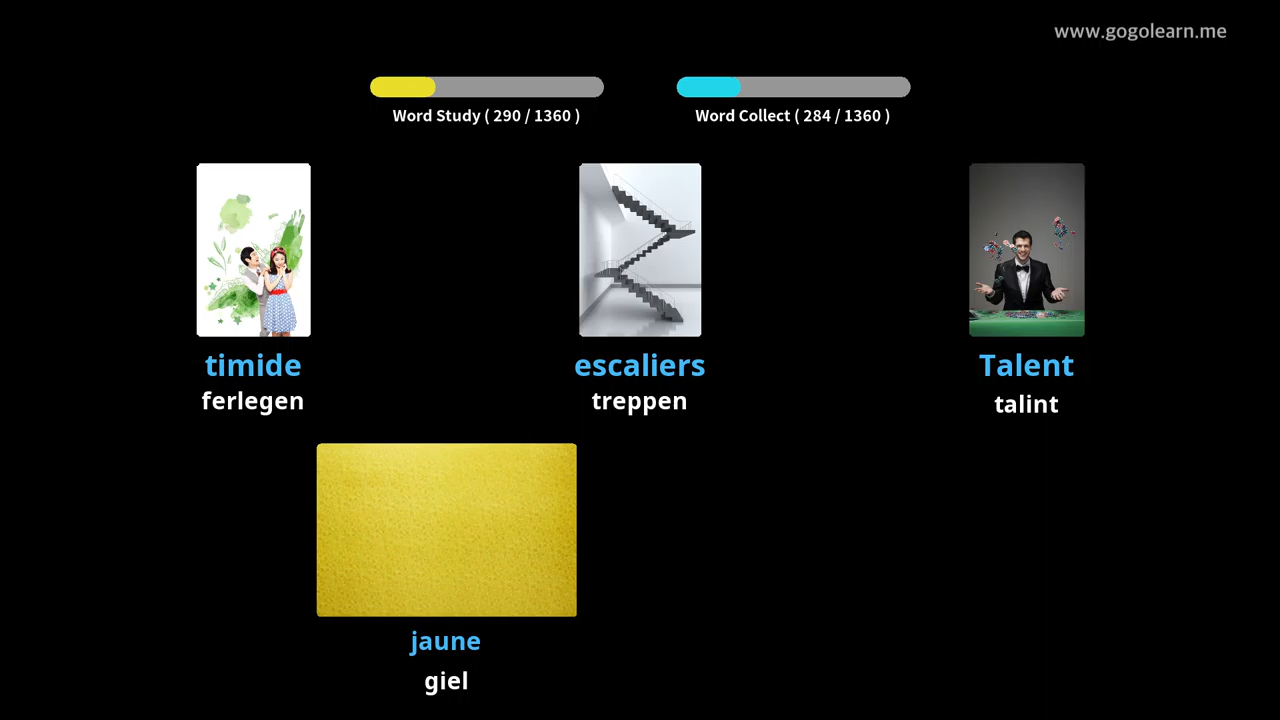 www.gogolearn.me
Word Study ( 290 / 1360 )
Word Collect ( 284 / 1360 )
timide
ferlegen
escaliers
treppen
Talent
talint
jaune
giel